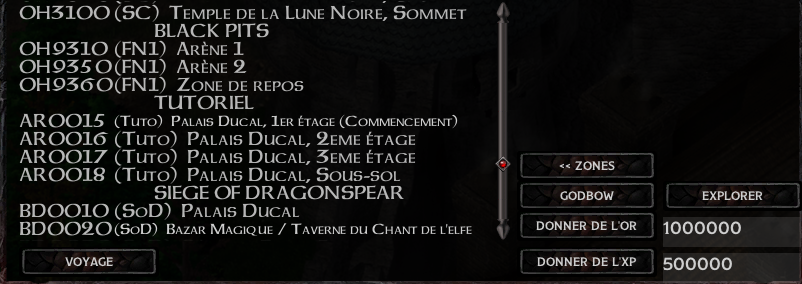 OH3100 (SC) Temple de la Lune Noire, Sommet
BLACK PITS
OH9310 (FN1) Arène 1
OH9350 (FN1) Arène 2
OH9360 (FN1) Zone de repos
TUTORIEL
AR0015 (Tuto) Palais Ducal, 1er étage (Commencement)
AR0016 (Tuto) Palais Ducal, 2eme étage
AR0017 (Tuto) Palais Ducal, 3eme étage
AR0018 (Tuto) Palais Ducal, Sous-sol
SIEGE OF DRAGONSPEAR
BD0010 (SoD) Palais Ducal
BD0020 (SoD) Bazar Magique / Taverne du Chant de l'elfe
<< ZONES
GODBOW
EXPLORER
DONNER DE L'OR
1000000
VOYAGE
DONNER DE L'XP
500000